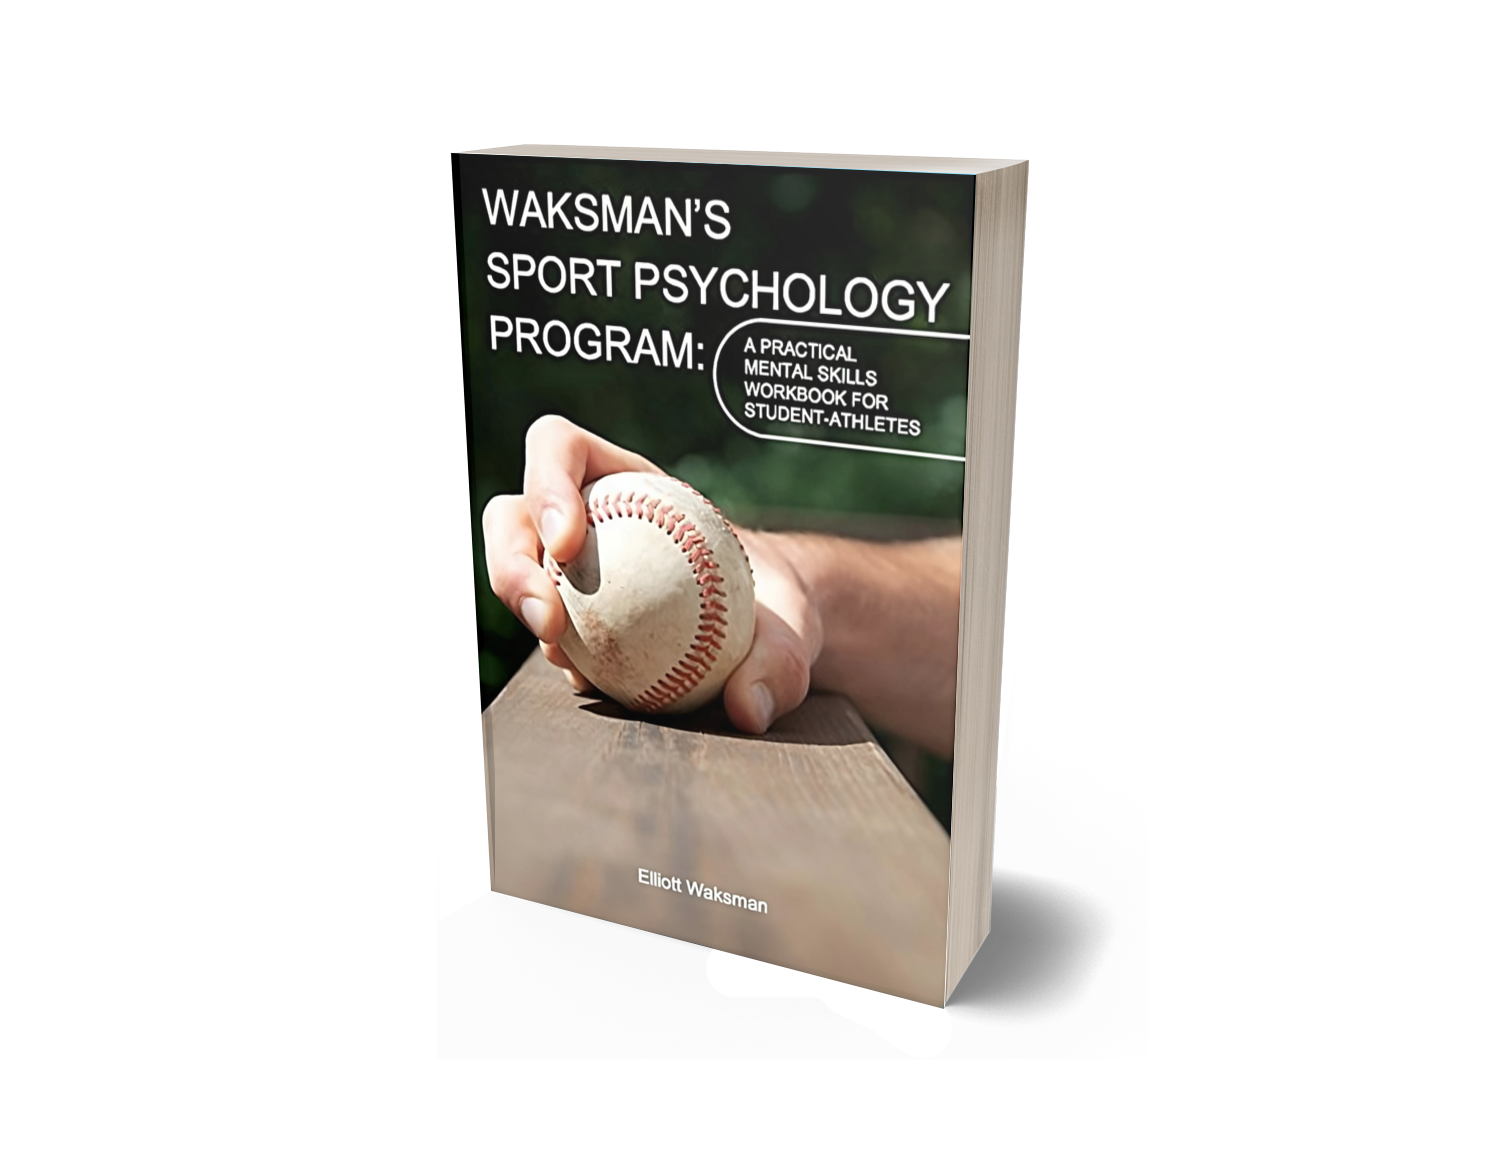 WAKSMAN’S
SPORT PSYCHOLOGY
PROGRAM:
A PRACTICAL
MENTAL SKILLS
WORKBOOK FOR
STUDENT-ATHLETES
Elliott Waksman